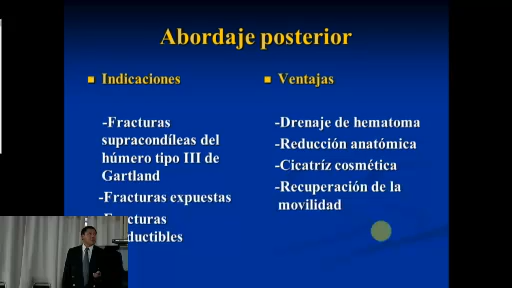 Abordaje posterior
Indicaciones
-Fracturas
supracondíleas del
húmero tipo III de
Gartland
-Fracturas expuestas
Fracturas
Ventajas
-Drenaje de hematoma
-Reducción anatómica
-Cicatríz cosmética
-Recuperación de la
movilidad